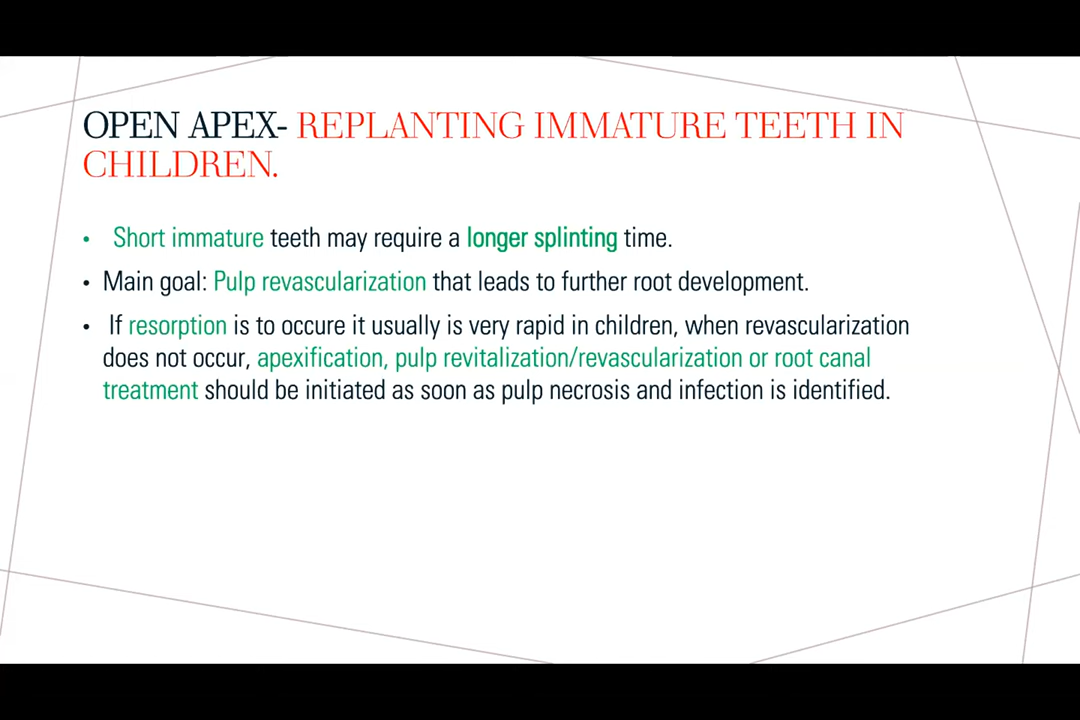 OPEN APEX- REPLANTING IMMATURE TEETH IN
CHILDREN.
• Short immature teeth may require a longer splinting time.
• Main goal: Pulp revascularization that leads to further root development.
• If resorption is to occure it usually is very rapid in children, when revascularization
does not occur, apexification, pulp revitalization/revascularization or root canal
treatment should be initiated as soon as pulp necrosis and infection is identified.